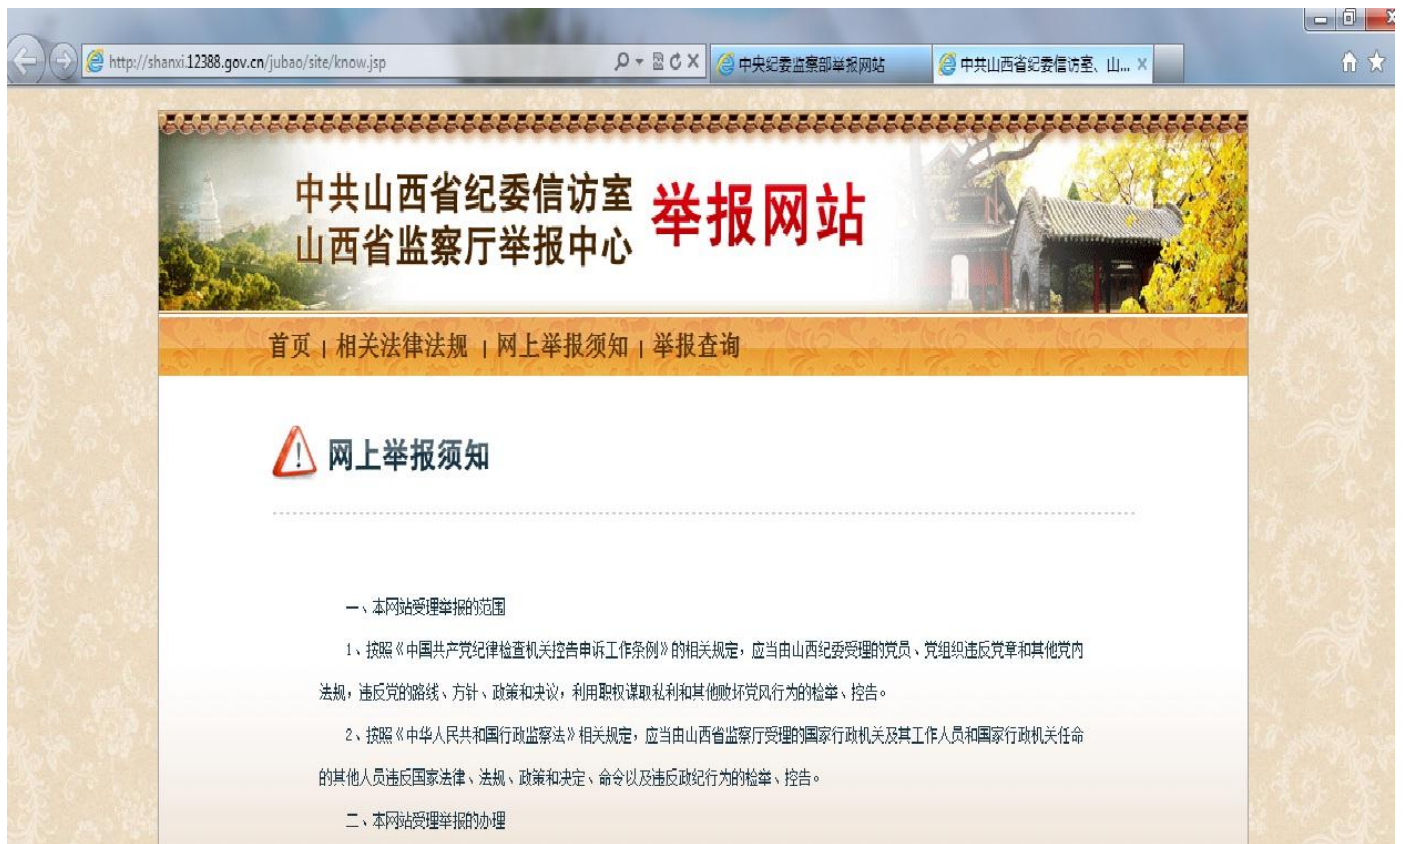 http://shanxi.12388.gov.cn/jubao/site/know.jsp
中央纪委监察部举报网站
中共山西省纪委信访室、山...
中共山西省纪委信访室
山西省监察厅举报中心
举报网站
首页 | 相关法律法规 | 网上举报须知 | 举报查询
网上举报须知
一、本网站受理举报的范围
1、按照《中国共产党纪律检查机关控告申诉工作条例》的相关规定，应当由山西纪委受理的党员、党组织违反党章和其他党内
法规，违反党的路线、方针、政策和决议，利用职权谋取私利和其他败坏党风行为的检举、控告。
2、按照《中华人民共和国行政监察法》相关规定，应当由山西省监察厅受理的国家行政机关及其工作人员和国家行政机关任命
的其他人员违反国家法律、法规、政策和决定、命令以及违反政纪行为的检举、控告。
二、本网站受理举报的办理